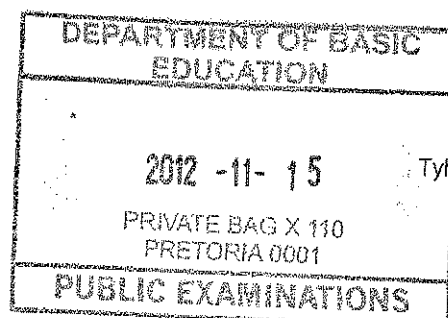 DEPARTMENT OF BASIC
EDUCATION
2012 -11- 15
PRIVATE BAG X 110
PRETORIA 0001
PUBLIC EXAMINATIONS